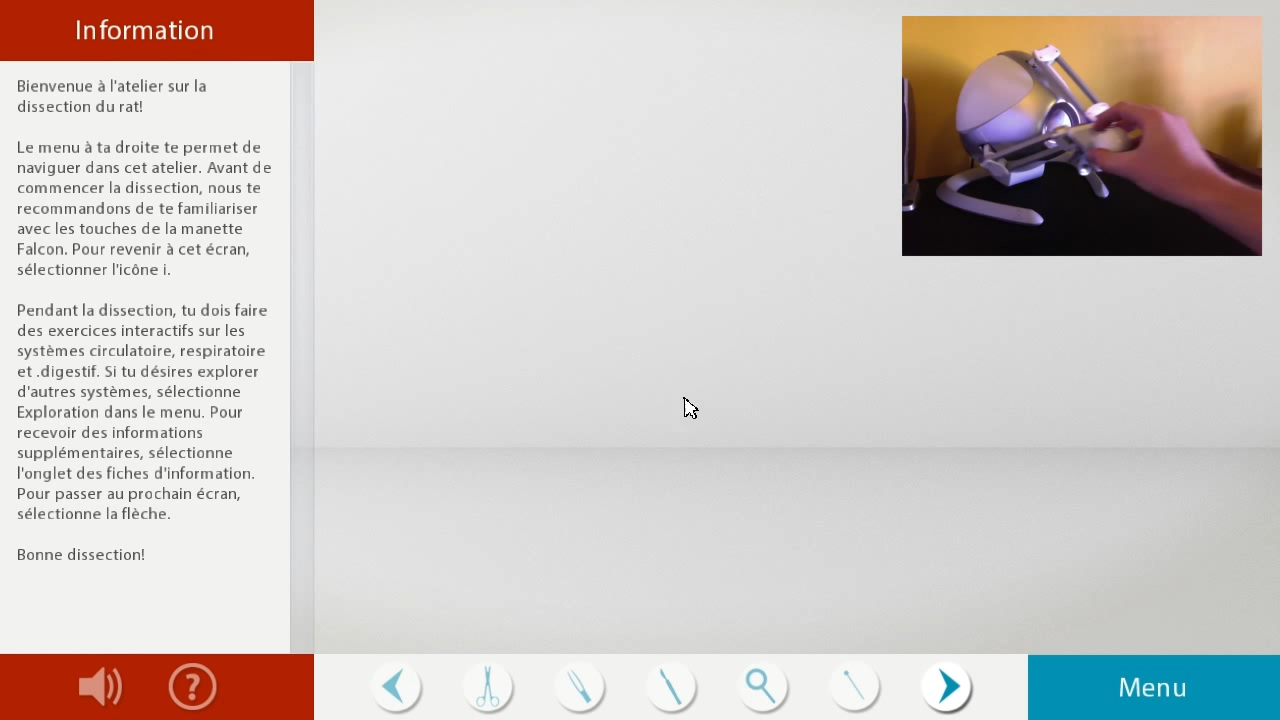 Information
Bienvenue à l'atelier sur la
dissection du rat!
Le menu à ta droite te permet de
naviguer dans cet atelier. Avant de
commencer la dissection, nous te
recommandons de te familiariser
avec les touches de la manette
Falcon. Pour revenir à cet écran,
sélectionner l'icône i.
Pendant la dissection, tu dois faire
des exercices interactifs sur les
systèmes circulatoire, respiratoire
et .digestif. Si tu désires explorer
d'autres systèmes, sélectionne
Exploration dans le menu. Pour
recevoir des informations
supplémentaires, sélectionne
l'onglet des fiches d'information.
Pour passer au prochain écran,
sélectionne la flèche.
Bonne dissection!
?
Menu